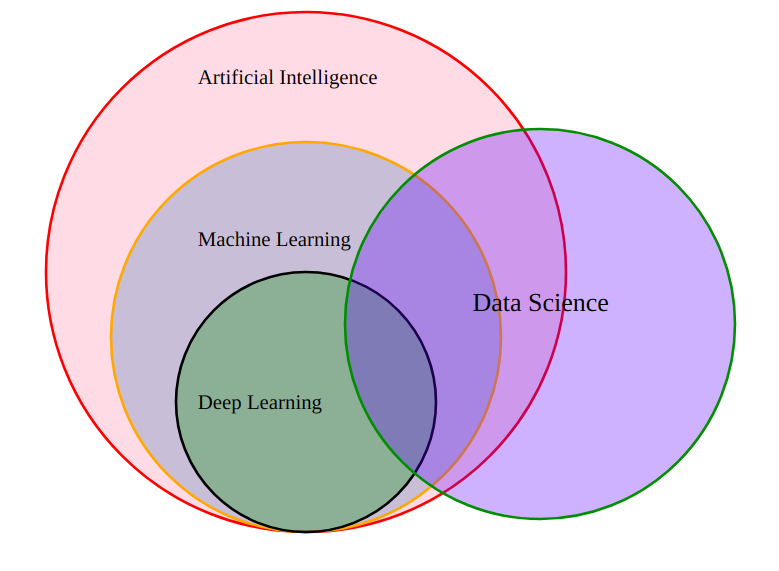 Artificial Intelligence
Machine Learning
Data Science
Deep Learning